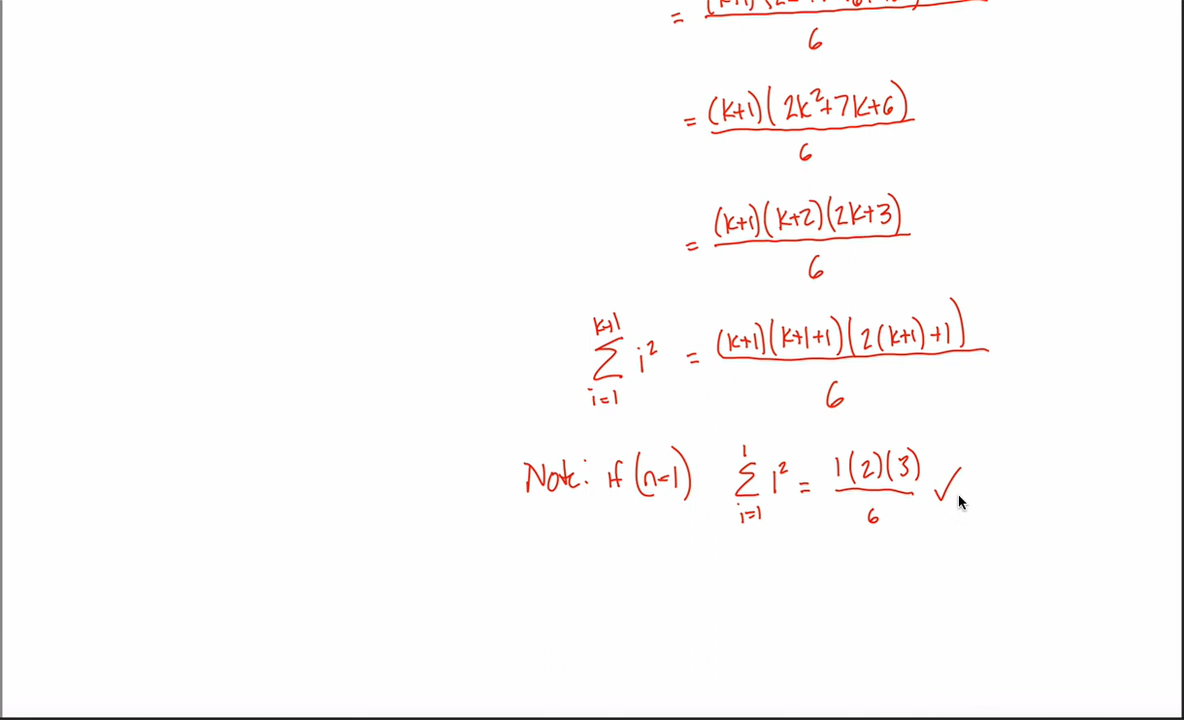 =
6
= (k+1)(2k²+7k+6)
6
= (k+1)(k+2)(2k+3)
6
k+1
∑ i² = (k+1)(k+1+1)(2(k+1)+1)
i=1 6
Note: if (n=1) 1 ∑ i=1 1² = 1(2)(3) / 6 ✓